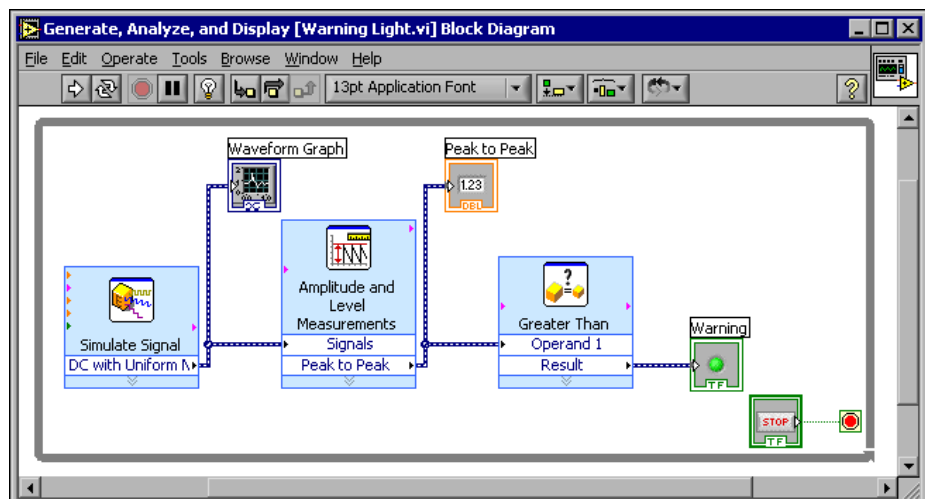 Generate, Analyze, and Display [Warning Light.vi] Block Diagram
File Edit Operate Tools Browse Window Help
13pt Application Font
?
Waveform Graph
Peak to Peak
1.23
DBL
Amplitude and
Level
Measurements
Signals
Peak to Peak
?
Greater Than
Operand 1
Result
Simulate Signal
DC with Uniform N
Warning
TF
STOP
TF